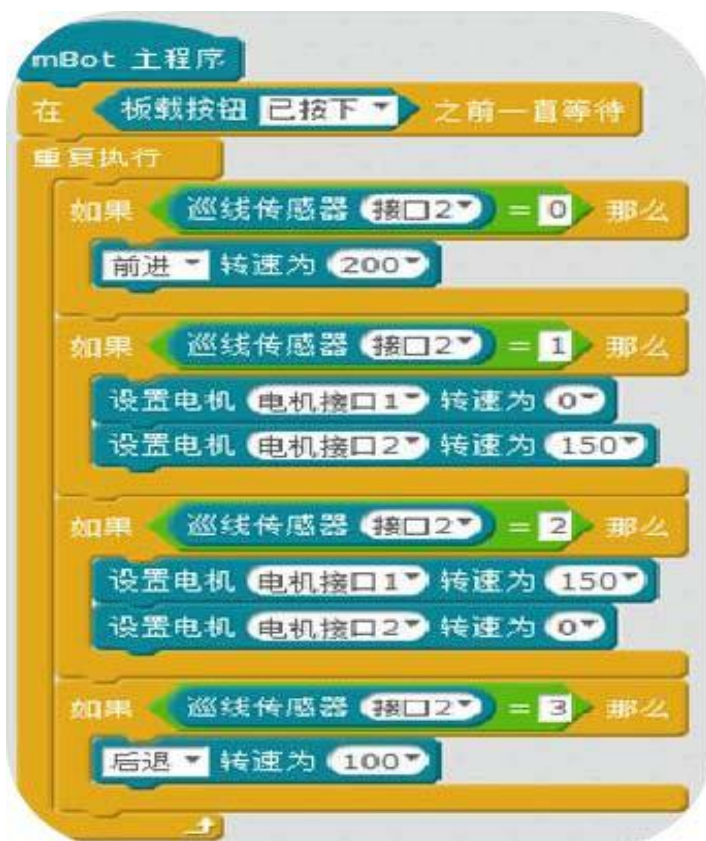 mBot 主程序
在 板载按钮 已按下 之前一直等待
重复执行
如果 巡线传感器 接口2 = 0 那么
前进 转速为 200
如果 巡线传感器 接口2 = 1 那么
设置电机 电机接口1 转速为 0
设置电机 电机接口2 转速为 150
如果 巡线传感器 接口2 = 2 那么
设置电机 电机接口1 转速为 150
设置电机 电机接口2 转速为 0
如果 巡线传感器 接口2 = 3 那么
后退 转速为 100